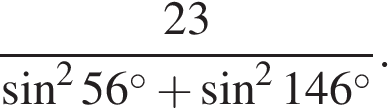 23
sin² 56° + sin² 146°.